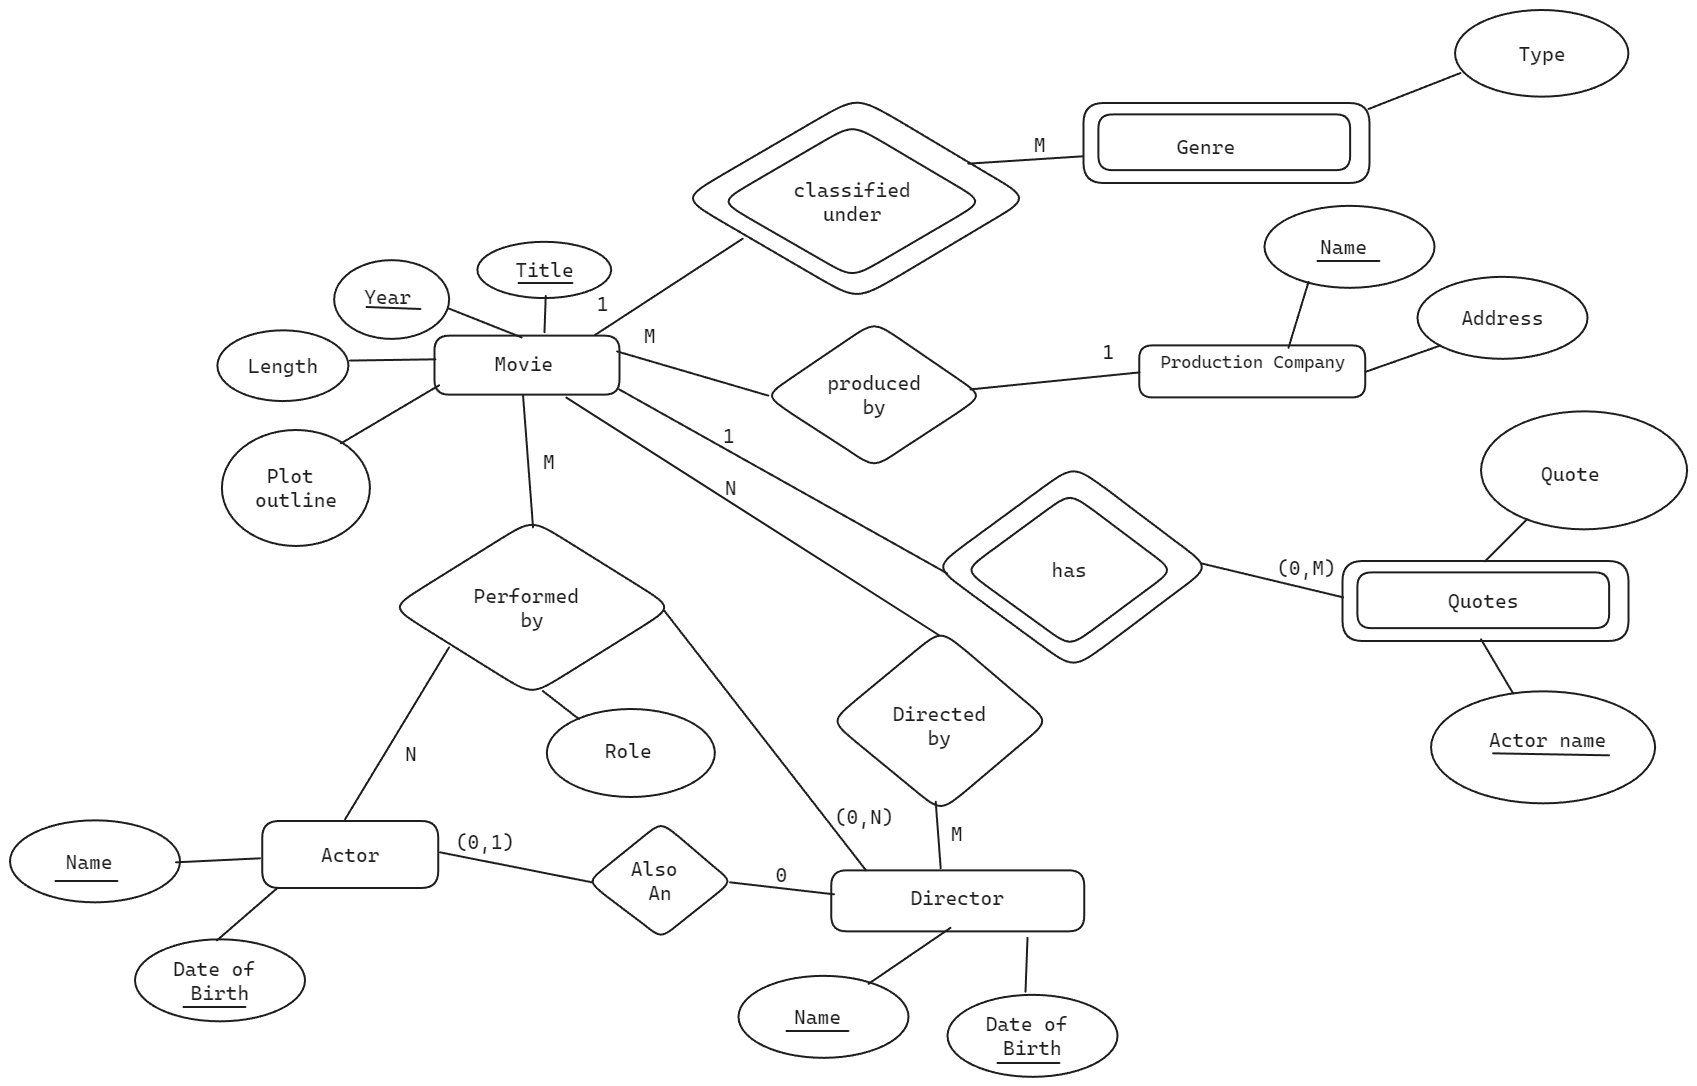 Type
M
Genre
classified
under
Name
Title
Year
1
Address
M
1
Length
Movie
Production Company
produced
by
1
M
N
Quote
Plot
outline
has
(0,M)
Quotes
Performed
by
Directed
by
Role
Actor name
N
(0,N)
M
Name
Actor
(0,1)
Also
An
0
Director
Date of
Birth
Name
Date of
Birth